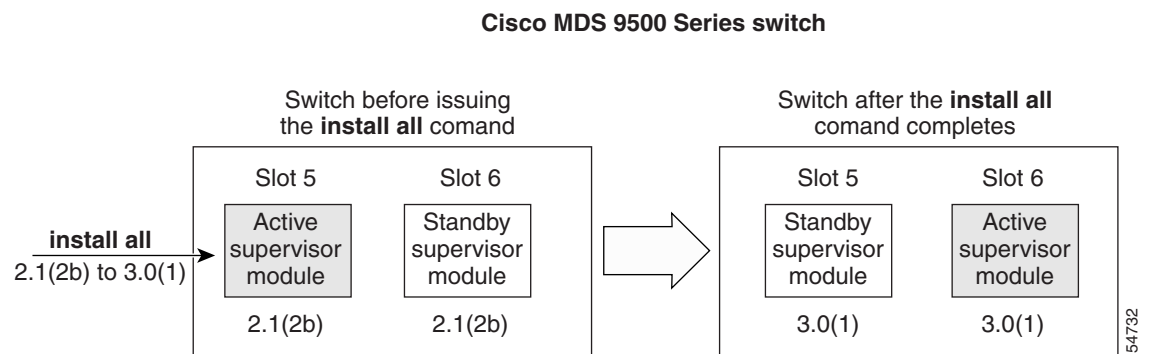 Cisco MDS 9500 Series switch
Switch before issuing
the install all comand
Switch after the install all
comand completes
Slot 5
Slot 6
Active
supervisor
module
Standby
supervisor
module
2.1(2b)
2.1(2b)
install all
2.1(2b) to 3.0(1)
Slot 5
Slot 6
Standby
supervisor
module
Active
supervisor
module
3.0(1)
3.0(1)
54732